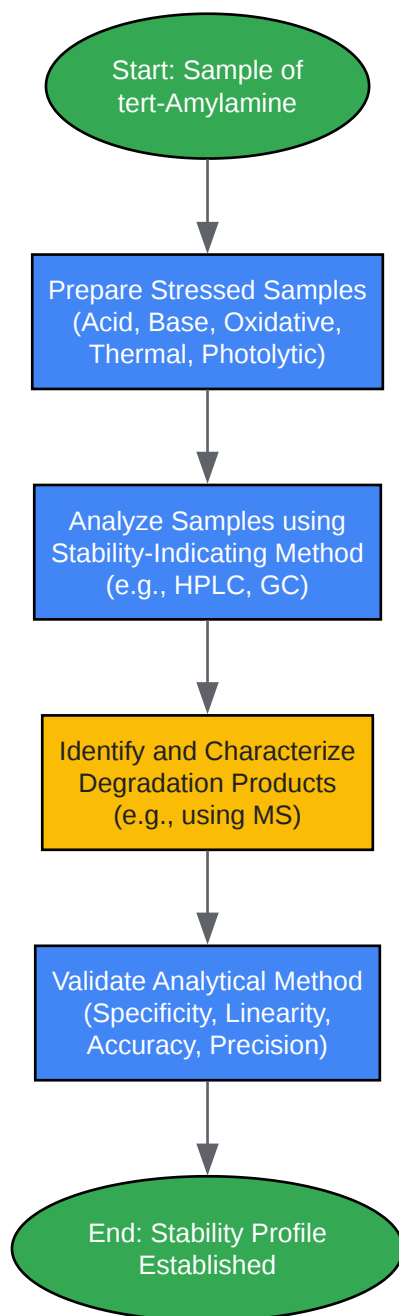 Start: Sample of
tert-Amylamine
Prepare Stressed Samples
(Acid, Base, Oxidative,
Thermal, Photolytic)
Analyze Samples using
Stability-Indicating Method
(e.g., HPLC, GC)
Identify and Characterize
Degradation Products
(e.g., using MS)
Validate Analytical Method
(Specificity, Linearity,
Accuracy, Precision)
End: Stability Profile
Established